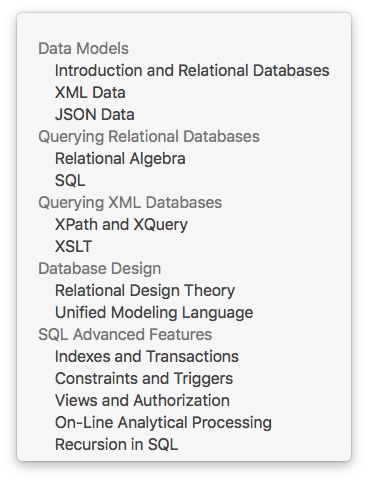 Data Models
Introduction and Relational Databases
XML Data
JSON Data
Querying Relational Databases
Relational Algebra
SQL
Querying XML Databases
XPath and XQuery
XSLT
Database Design
Relational Design Theory
Unified Modeling Language
SQL Advanced Features
Indexes and Transactions
Constraints and Triggers
Views and Authorization
On-Line Analytical Processing
Recursion in SQL